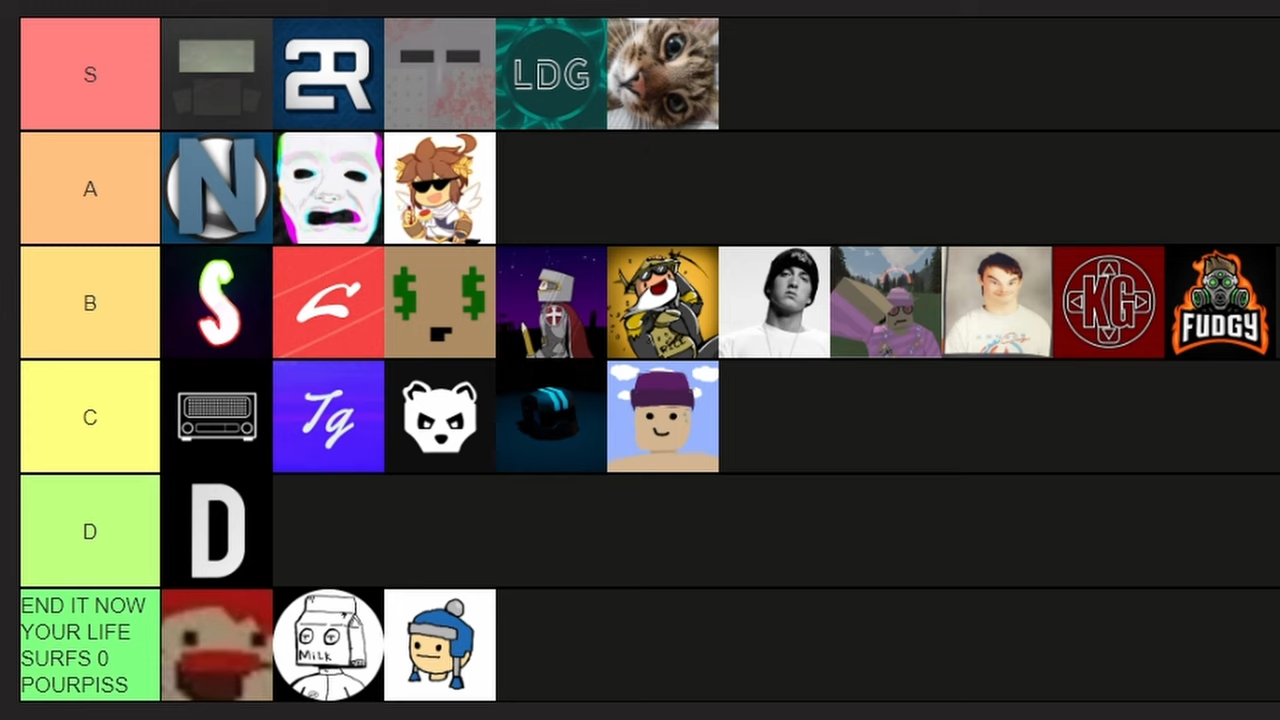 S
2R
LDG
A
N
B
S
$ $
KG
FUDGY
C
Tg
D
D
END IT NOW
YOUR LIFE
SURFS 0
POURPISS
MiLK